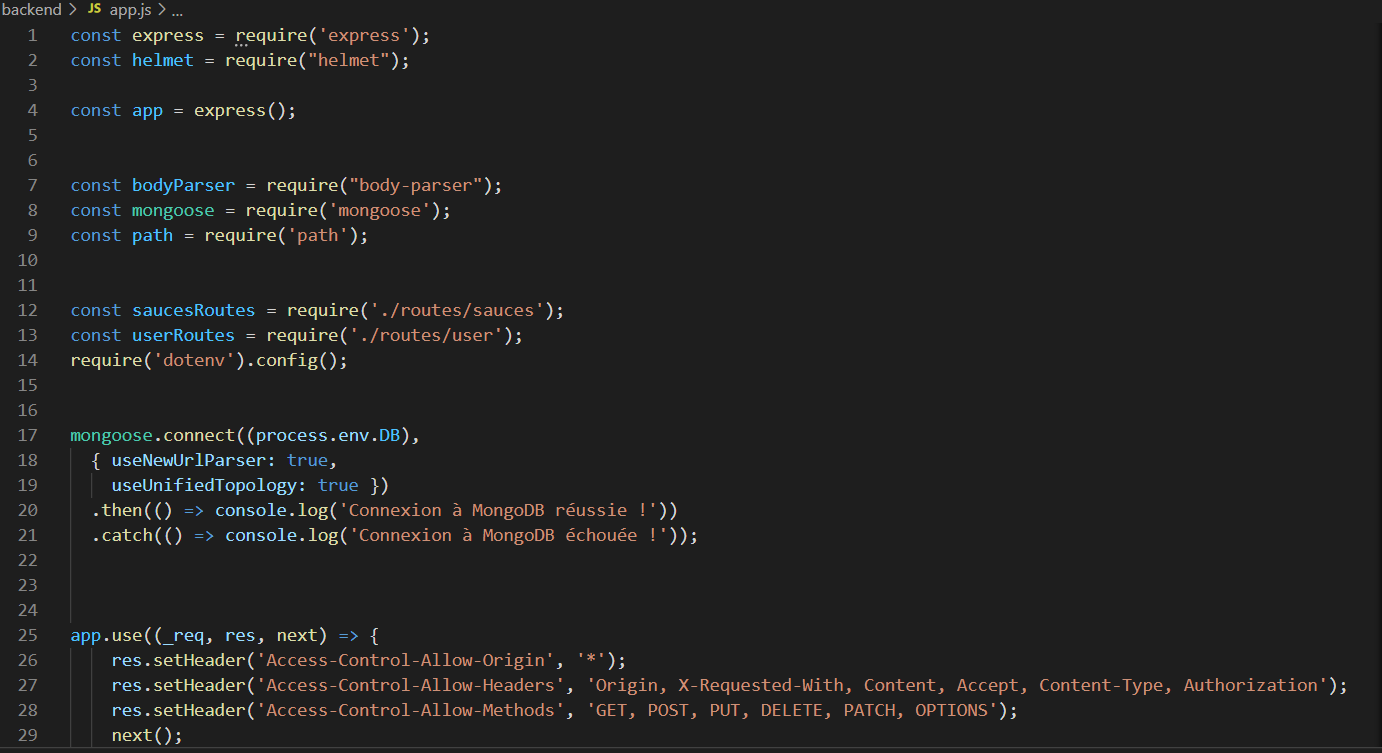 backend > JS app.js > ...
1 const express = require('express');
2 const helmet = require("helmet");
3
4 const app = express();
5
6
7 const bodyParser = require("body-parser");
8 const mongoose = require('mongoose');
9 const path = require('path');
10
11
12 const saucesRoutes = require('./routes/sauces');
13 const userRoutes = require('./routes/user');
14 require('dotenv').config();
15
16
17 mongoose.connect((process.env.DB),
18   { useNewUrlParser: true,
19     useUnifiedTopology: true })
20   .then(() => console.log('Connexion à MongoDB réussie !'))
21   .catch(() => console.log('Connexion à MongoDB échouée !'));
22
23
24
25 app.use((_req, res, next) => {
26     res.setHeader('Access-Control-Allow-Origin', '*');
27     res.setHeader('Access-Control-Allow-Headers', 'Origin, X-Requested-With, Content, Accept, Content-Type, Authorization');
28     res.setHeader('Access-Control-Allow-Methods', 'GET, POST, PUT, DELETE, PATCH, OPTIONS');
29     next();